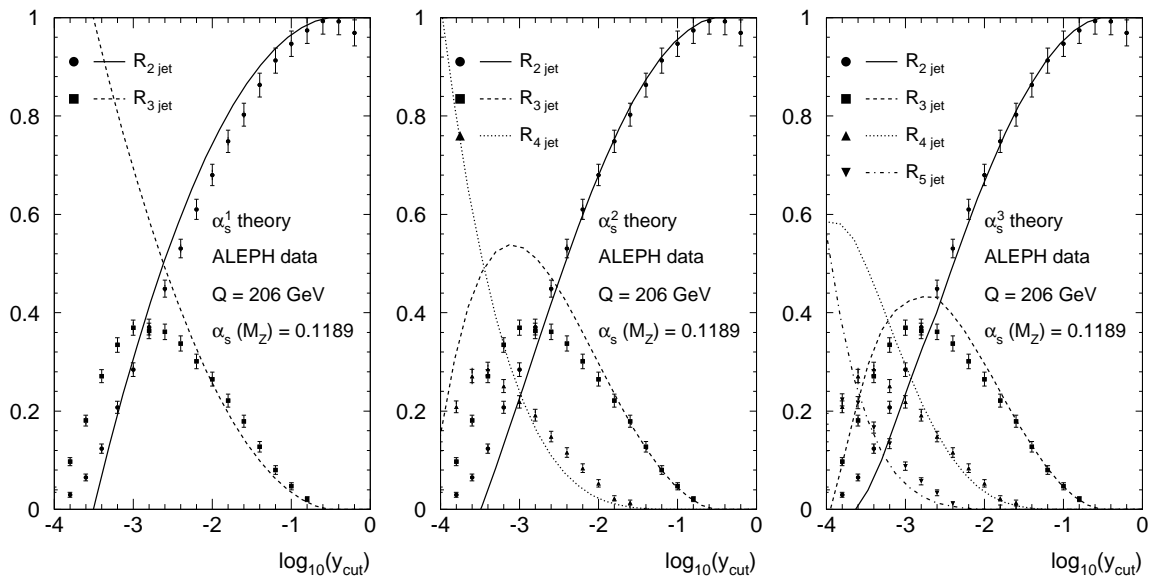 0
0.2
0.4
0.6
0.8
1
-4 -3 -2 -1 0
log10(ycut)
R2 jet
R3 jet
αs1 theory
ALEPH data
Q = 206 GeV
αs (MZ) = 0.1189
0
0.2
0.4
0.6
0.8
1
-4 -3 -2 -1 0
log10(ycut)
R2 jet
R3 jet
R4 jet
αs2 theory
ALEPH data
Q = 206 GeV
αs (MZ) = 0.1189
0
0.2
0.4
0.6
0.8
1
-4 -3 -2 -1 0
log10(ycut)
R2 jet
R3 jet
R4 jet
R5 jet
αs3 theory
ALEPH data
Q = 206 GeV
αs (MZ) = 0.1189